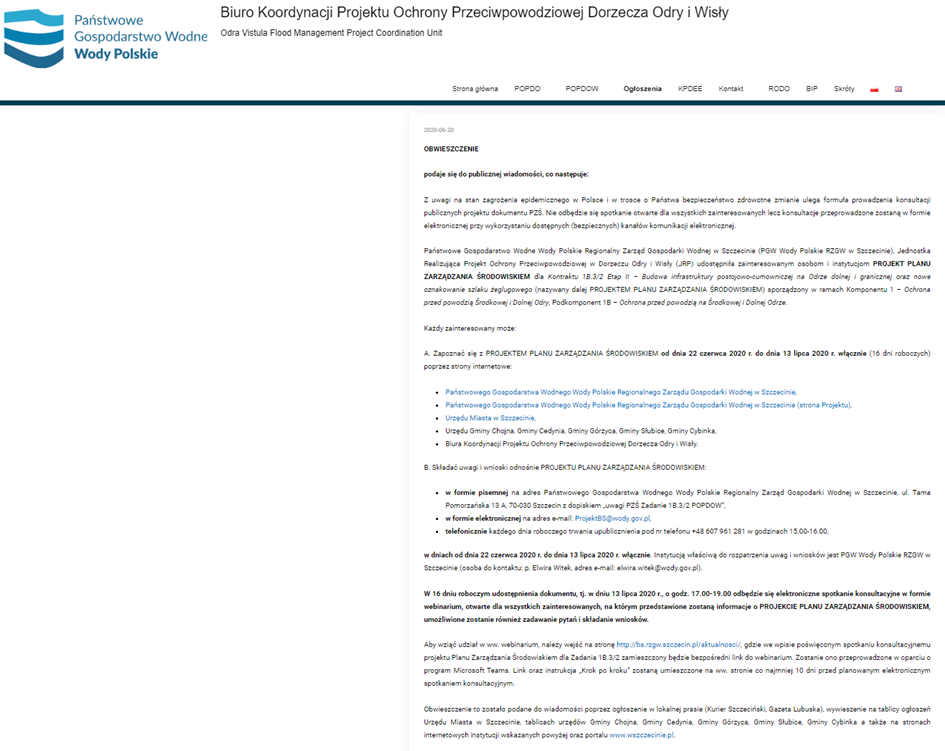 Państwowe
Gospodarstwo Wodne
Wody Polskie
Biuro Koordynacji Projektu Ochrony Przeciwpowodziowej Dorzecza Odry i Wisły
Odra Vistula Flood Management Project Coordination Unit
Strona główna POPDO POPDOW Ogłoszenia KPDEE Kontakt RODO BIP Skróty
2020-06-20
OBWIESZCZENIE
podaje się do publicznej wiadomości, co następuje:
Z uwagi na stan zagrożenia epidemicznego w Polsce i w trosce o Państwa bezpieczeństwo zdrowotne zmianie ulega formuła prowadzenia konsultacji
publicznych projektu dokumentu PZŚ. Nie odbędzie się spotkanie otwarte dla wszystkich zainteresowanych lecz konsultacje przeprowadzone zostaną w formie
elektronicznej przy wykorzystaniu dostępnych (bezpiecznych) kanałów komunikacji elektronicznej.
Państwowe Gospodarstwo Wodne Wody Polskie Regionalny Zarząd Gospodarki Wodnej w Szczecinie (PGW Wody Polskie RZGW w Szczecinie), Jednostka
Realizująca Projekt Ochrony Przeciwpowodziowej w Dorzeczu Odry i Wisły (JRP) udostępniła zainteresowanym osobom i instytucjom PROJEKT PLANU
ZARZĄDZANIA ŚRODOWISKIEM dla Kontraktu 1B.3/2 Etap II – Budowa infrastruktury postojowo-cumowniczej na Odrze dolnej i granicznej oraz nowe
oznakowanie szlaku żeglugowego (nazywany dalej PROJEKTEM PLANU ZARZĄDZANIA ŚRODOWISKIEM) sporządzony w ramach Komponentu 1 – Ochrona
przed powodzią Środkowej i Dolnej Odry, Podkomponent 1B – Ochrona przed powodzią na Środkowej i Dolnej Odrze.
Każdy zainteresowany może:
A. Zapoznać się z PROJEKTEM PLANU ZARZĄDZANIA ŚRODOWISKIEM od dnia 22 czerwca 2020 r. do dnia 13 lipca 2020 r. włącznie (16 dni roboczych)
poprzez strony internetowe:
• Państwowego Gospodarstwa Wodnego Wody Polskie Regionalnego Zarządu Gospodarki Wodnej w Szczecinie,
• Państwowego Gospodarstwa Wodnego Wody Polskie Regionalnego Zarządu Gospodarki Wodnej w Szczecinie (strona Projektu),
• Urzędu Miasta w Szczecinie,
• Urzędu Gminy Chojna, Gminy Cedynia, Gminy Górzyca, Gminy Słubice, Gminy Cybinka,
• Biura Koordynacji Projektu Ochrony Przeciwpowodziowej Dorzecza Odry i Wisły.
B. Składać uwagi i wnioski odnośnie PROJEKTU PLANU ZARZĄDZANIA ŚRODOWISKIEM:
• w formie pisemnej na adres Państwowego Gospodarstwa Wodnego Wody Polskie Regionalny Zarząd Gospodarki Wodnej w Szczecinie, ul. Tama
Pomorzańska 13 A, 70-030 Szczecin z dopiskiem „uwagi PZŚ Zadanie 1B.3/2 POPDOW”,
• w formie elektronicznej na adres e-mail: ProjektBS@wody.gov.pl,
• telefonicznie każdego dnia roboczego trwania upublicznienia pod nr telefonu +48 607 961 281 w godzinach 15.00-16.00,
w dniach od dnia 22 czerwca 2020 r. do dnia 13 lipca 2020 r. włącznie. Instytucją właściwą do rozpatrzenia uwag i wniosków jest PGW Wody Polskie RZGW w
Szczecinie (osoba do kontaktu: p. Elwira Witek, adres e-mail: elwira.witek@wody.gov.pl).
W 16 dniu roboczym udostępnienia dokumentu, tj. w dniu 13 lipca 2020 r., o godz. 17.00-19.00 odbędzie się elektroniczne spotkanie konsultacyjne w formie
webinarium, otwarte dla wszystkich zainteresowanych, na którym przedstawione zostaną informacje o PROJEKCIE PLANU ZARZĄDZANIA ŚRODOWISKIEM,
umożliwione zostanie również zadawanie pytań i składanie wniosków.
Aby wziąć udział w ww. webinarium, należy wejść na stronę http://bs.rzgw.szczecin.pl/aktualnosci/, gdzie we wpisie poświęconym spotkaniu konsultacyjnemu
projektu Planu Zarządzania Środowiskiem dla Zadania 1B.3/2 zamieszczony będzie bezpośredni link do webinarium. Zostanie ono przeprowadzone w oparciu o
program Microsoft Teams. Link oraz instrukcja „Krok po kroku” zostaną umieszczone na ww. stronie co najmniej 10 dni przed planowanym elektronicznym
spotkaniem konsultacyjnym.
Obwieszczenie to zostało podane do wiadomości poprzez ogłoszenie w lokalnej prasie (Kurier Szczeciński, Gazeta Lubuska), wywieszenie na tablicy ogłoszeń
Urzędu Miasta w Szczecinie, tablicach urzędów Gminy Chojna, Gminy Cedynia, Gminy Górzyca, Gminy Słubice, Gminy Cybinka a także na stronach
internetowych instytucji wskazanych powyżej oraz portalu www.wszczecinie.pl.